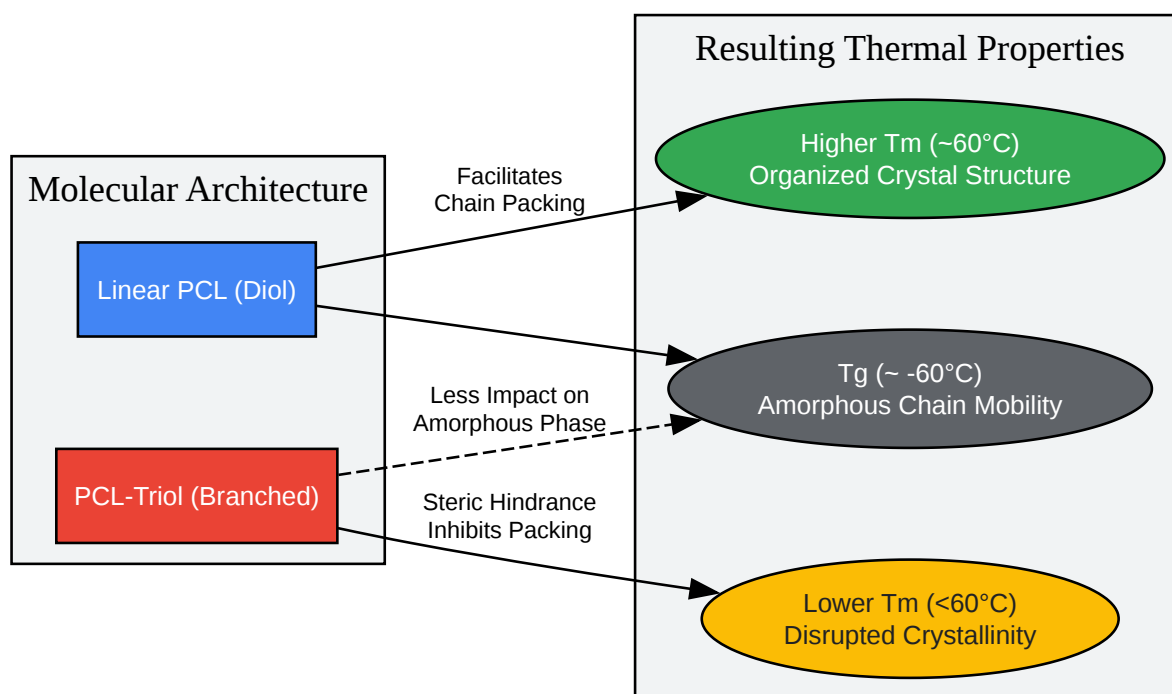 Molecular Architecture
Linear PCL (Diol)
PCL-Triol (Branched)
Facilitates
Chain Packing
Less Impact on
Amorphous Phase
Steric Hindrance
Inhibits Packing
Resulting Thermal Properties
Higher Tm (~60°C)
Organized Crystal Structure
Tg (~ -60°C)
Amorphous Chain Mobility
Lower Tm (<60°C)
Disrupted Crystallinity